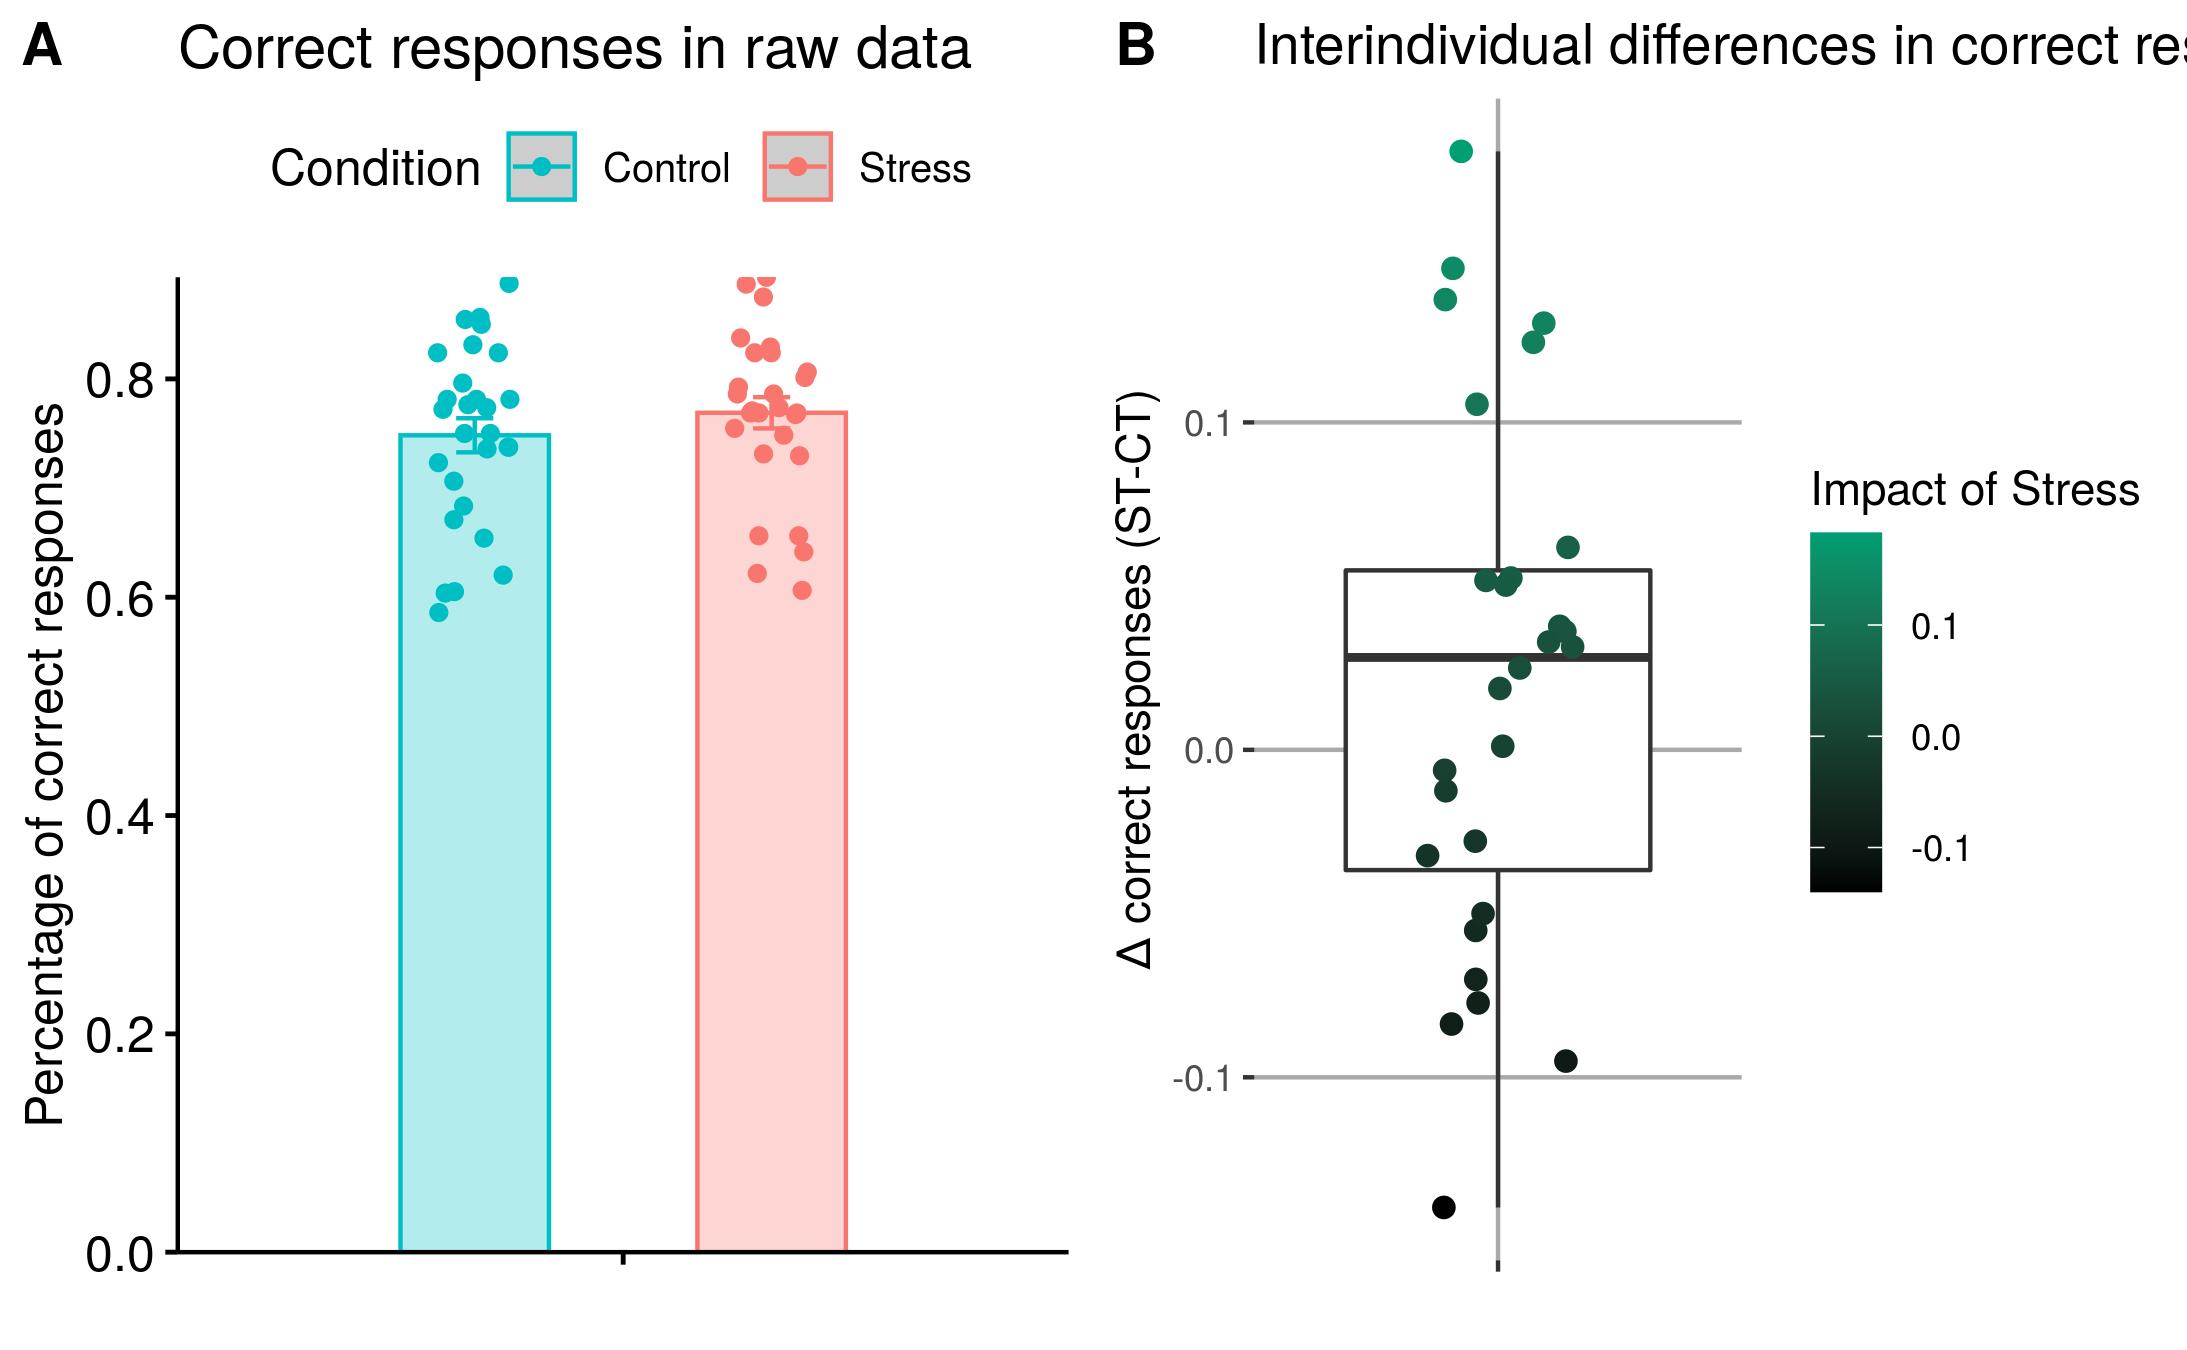 A
Correct responses in raw data
Condition
Control
Stress
Percentage of correct responses
0.8
0.6
0.4
0.2
0.0
B
Interindividual differences in correct res
Δ correct responses (ST-CT)
0.1
0.0
-0.1
Impact of Stress
0.1
0.0
-0.1